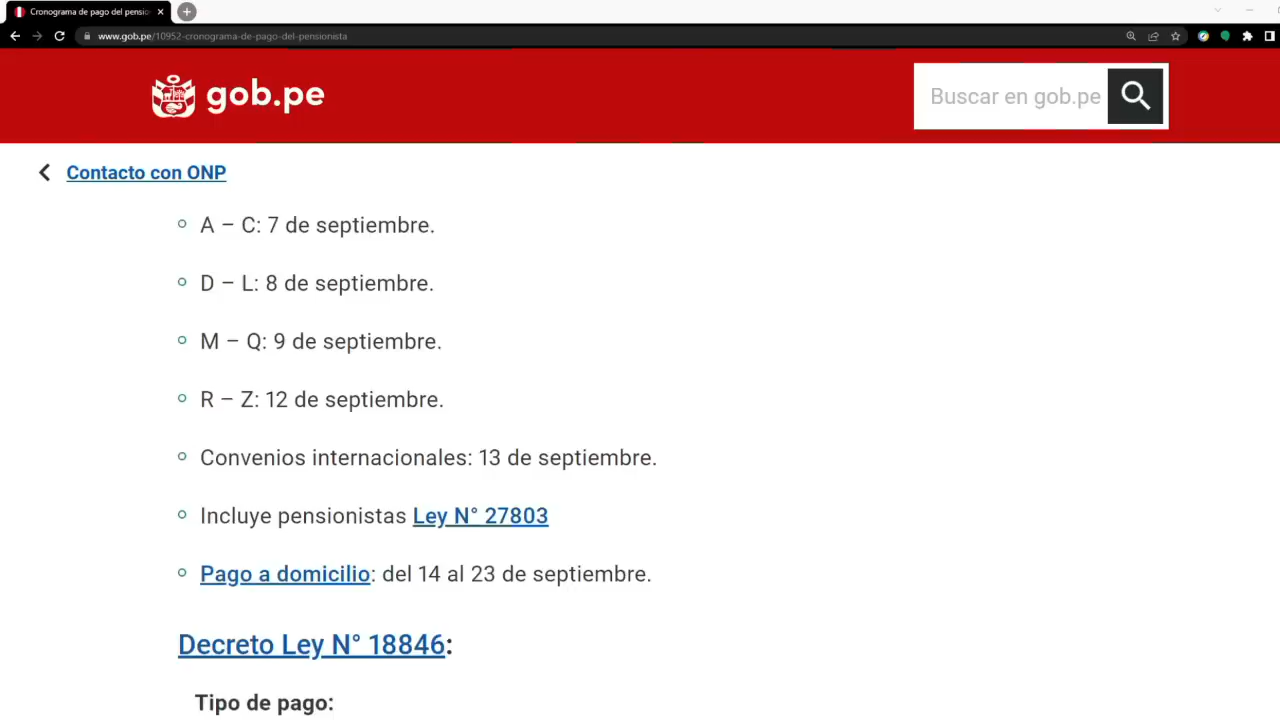 Cronograma de pago del pensio
www.gob.pe/10952-cronograma-de-pago-del-pensionista
gob.pe
Buscar en gob.pe
Contacto con ONP
A – C: 7 de septiembre.
D – L: 8 de septiembre.
M – Q: 9 de septiembre.
R – Z: 12 de septiembre.
Convenios internacionales: 13 de septiembre.
Incluye pensionistas Ley N° 27803
Pago a domicilio: del 14 al 23 de septiembre.
Decreto Ley N° 18846:
Tipo de pago: